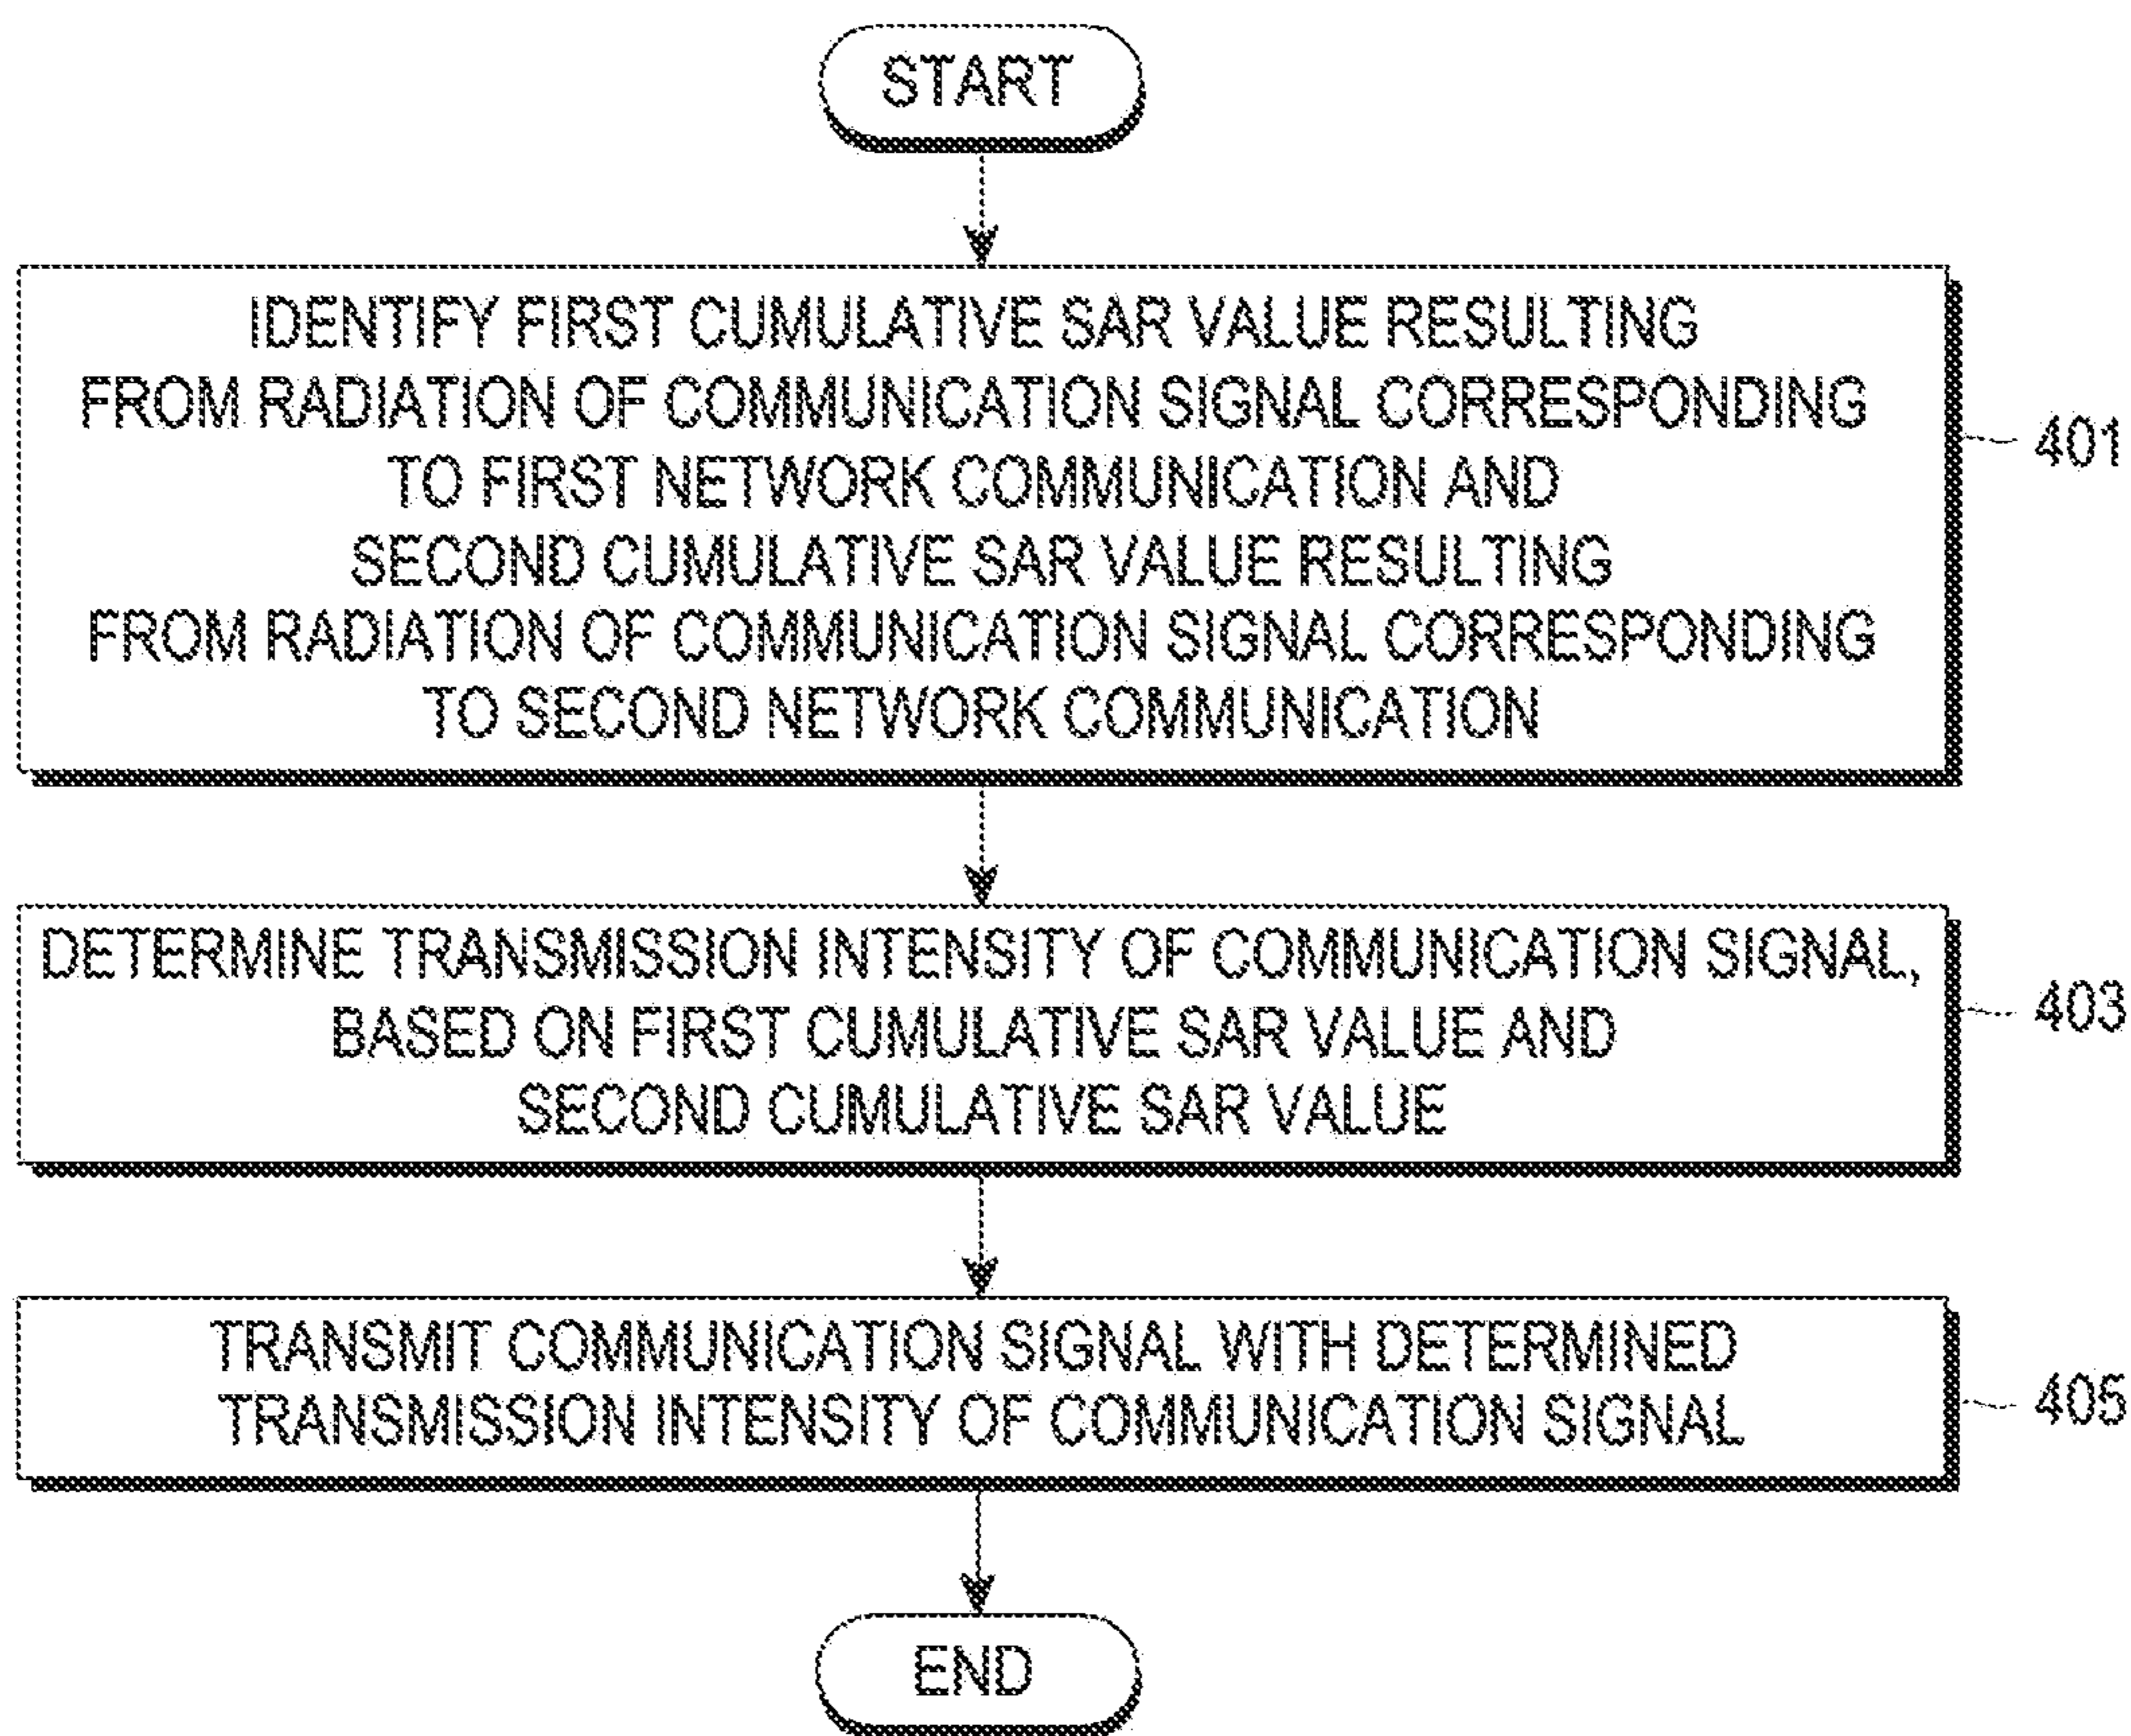 START
IDENTIFY FIRST CUMULATIVE SAR VALUE RESULTING
FROM RADIATION OF COMMUNICATION SIGNAL CORRESPONDING
TO FIRST NETWORK COMMUNICATION AND
SECOND CUMULATIVE SAR VALUE RESULTING
FROM RADIATION OF COMMUNICATION SIGNAL CORRESPONDING
TO SECOND NETWORK COMMUNICATION
401
DETERMINE TRANSMISSION INTENSITY OF COMMUNICATION SIGNAL,
BASED ON FIRST CUMULATIVE SAR VALUE AND
SECOND CUMULATIVE SAR VALUE
403
TRANSMIT COMMUNICATION SIGNAL WITH DETERMINED
TRANSMISSION INTENSITY OF COMMUNICATION SIGNAL
405
END